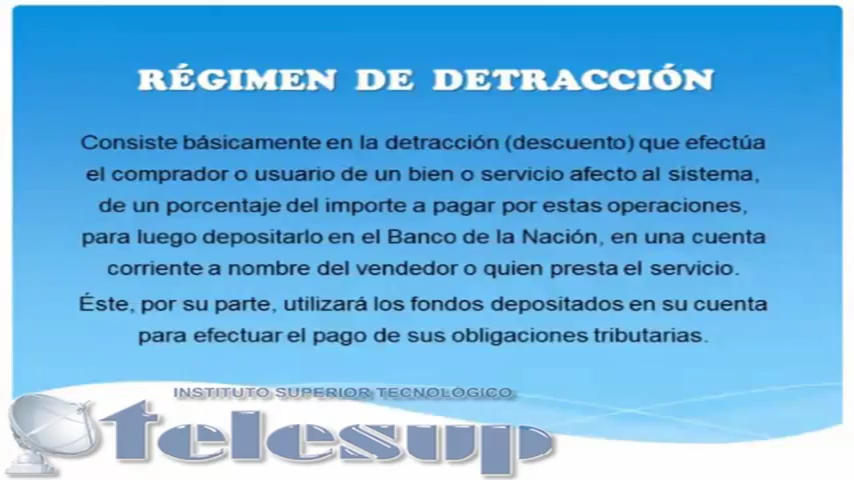 RÉGIMEN DE DETRACCIÓN
Consiste básicamente en la detracción (descuento) que efectúa
el comprador o usuario de un bien o servicio afecto al sistema,
de un porcentaje del importe a pagar por estas operaciones,
para luego depositarlo en el Banco de la Nación, en una cuenta
corriente a nombre del vendedor o quien presta el servicio.
Éste, por su parte, utilizará los fondos depositados en su cuenta
para efectuar el pago de sus obligaciones tributarias.
INSTITUTO SUPERIOR TECNOLÓGICO
telesup